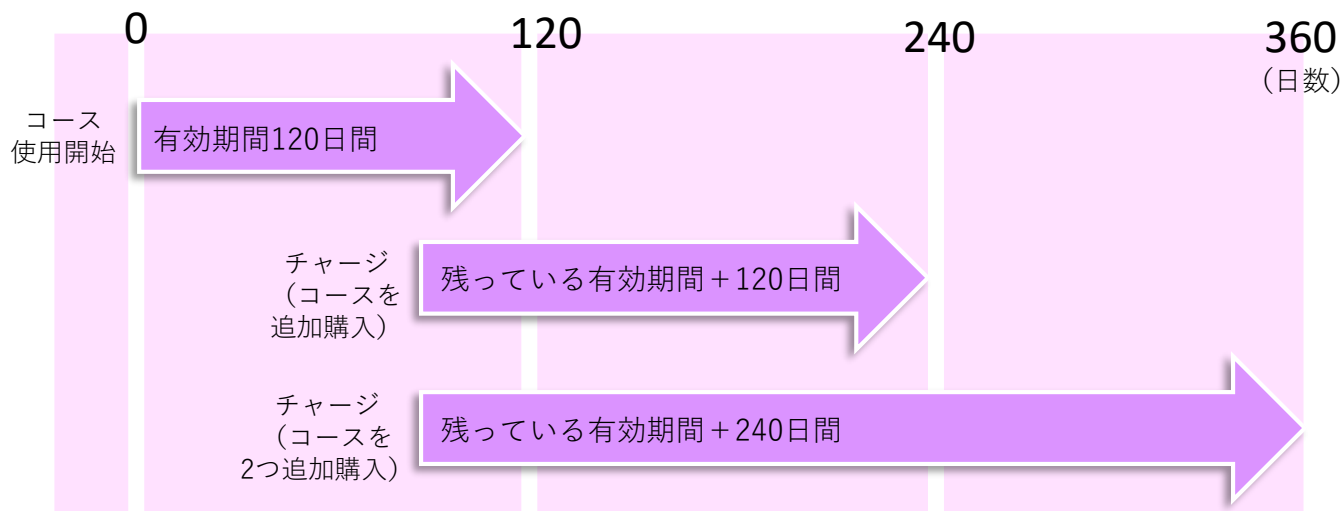 0
120
240
360
（日数）
コース
使用開始
有効期間120日間
チャージ
（コースを
追加購入）
残っている有効期間＋120日間
チャージ
（コースを
2つ追加購入）
残っている有効期間＋240日間